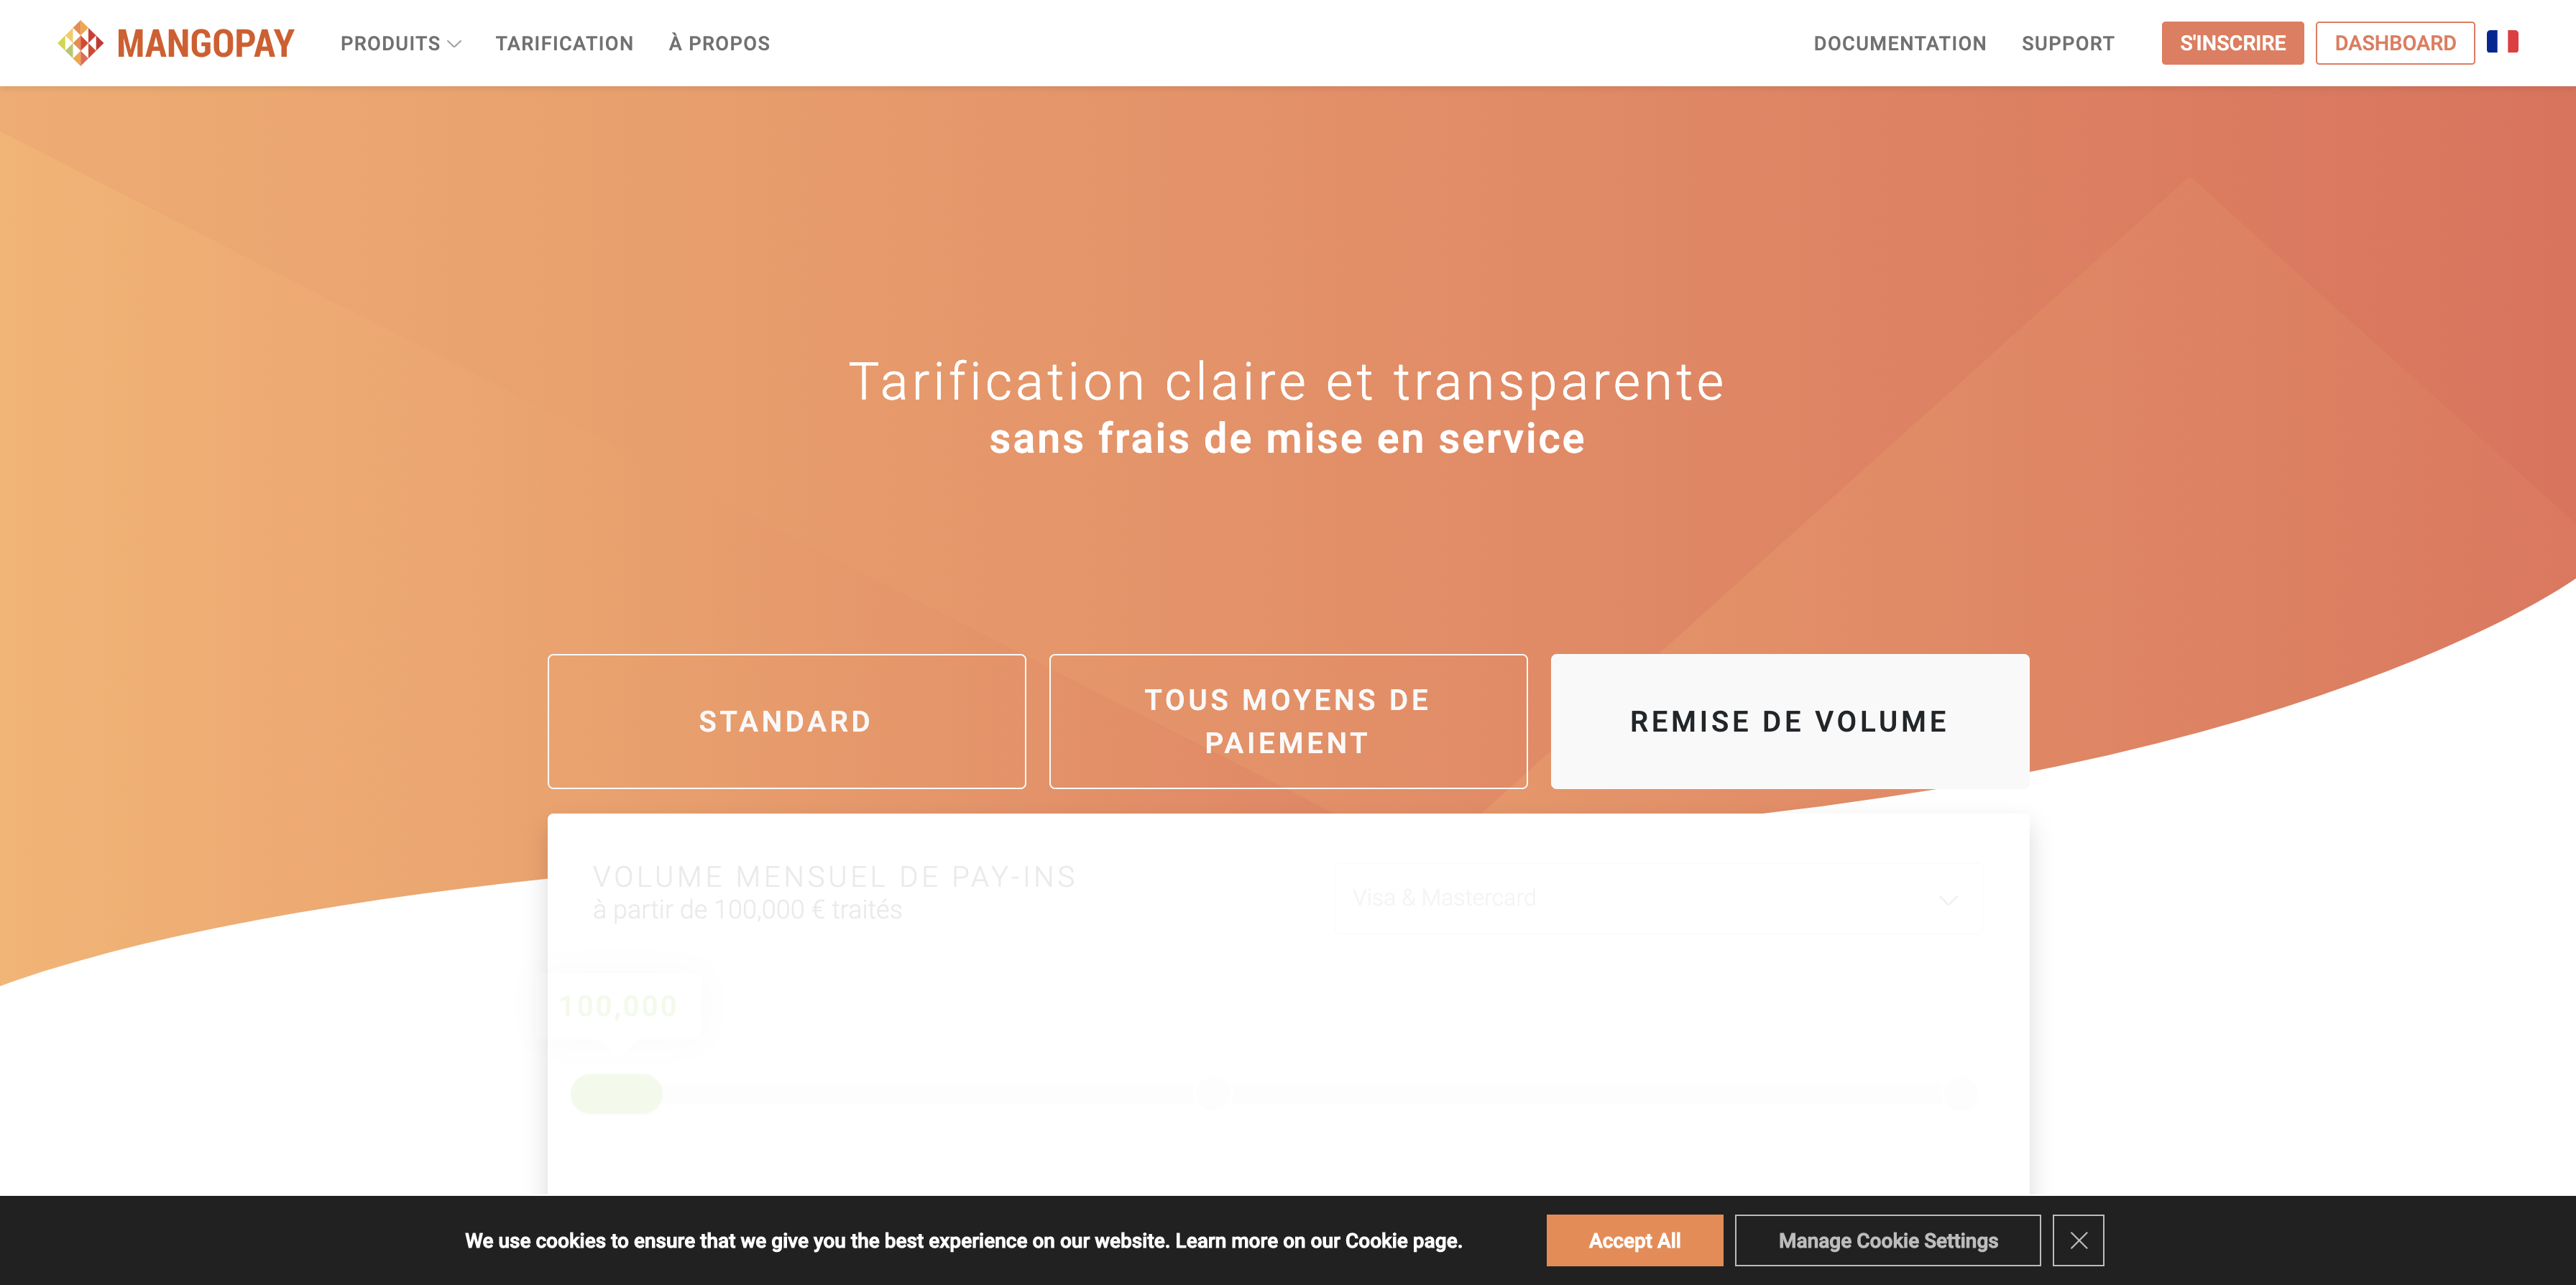 MANGOPAY
PRODUITS
TARIFICATION
À PROPOS
DOCUMENTATION
SUPPORT
S'INSCRIRE
DASHBOARD
Tarification claire et transparente
sans frais de mise en service
STANDARD
TOUS MOYENS DE
PAIEMENT
REMISE DE VOLUME
VOLUME MENSUEL DE PAY-INS
à partir de 100,000 € traités
Visa & Mastercard
100,000
We use cookies to ensure that we give you the best experience on our website. Learn more on our Cookie page.
Accept All
Manage Cookie Settings